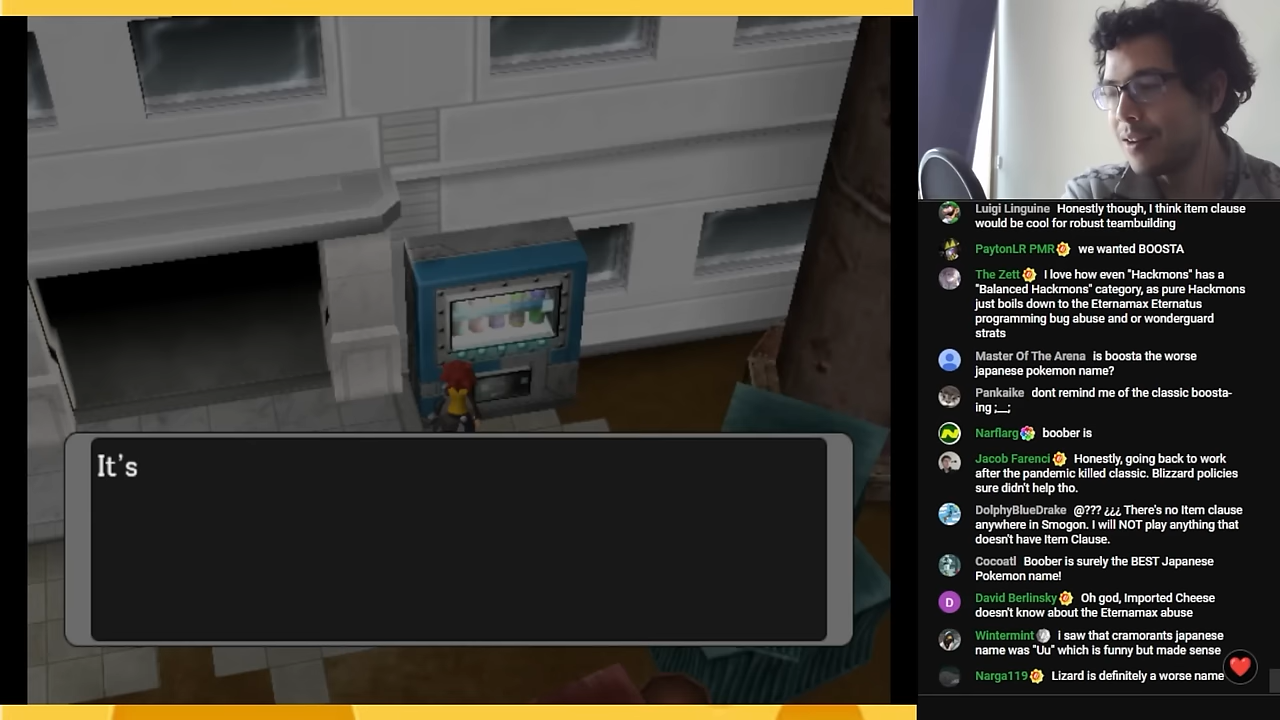 It's
Luigi Linguine Honestly though, I think item clause
would be cool for robust teambuilding
PaytonLR PMR we wanted BOOSTA
The Zett I love how even "Hackmons" has a
"Balanced Hackmons" category, as pure Hackmons
just boils down to the Eternamax Eternatus
programming bug abuse and or wonderguard
strats
Master Of The Arena is boosta the worse
japanese pokemon name?
Pankaike dont remind me of the classic boosta-
ing ;__;
Narflarg boober is
Jacob Farenci Honestly, going back to work
after the pandemic killed classic. Blizzard policies
sure didn't help tho.
DolphyBlueDrake @??? ¿¿¿ There's no Item clause
anywhere in Smogon. I will NOT play anything that
doesn't have Item Clause.
Cocoatl Boober is surely the BEST Japanese
Pokemon name!
D
David Berlinsky Oh god, Imported Cheese
doesn't know about the Eternamax abuse
Wintermint i saw that cramorants japanese
name was "Uu" which is funny but made sense
Narga119 Lizard is definitely a worse name